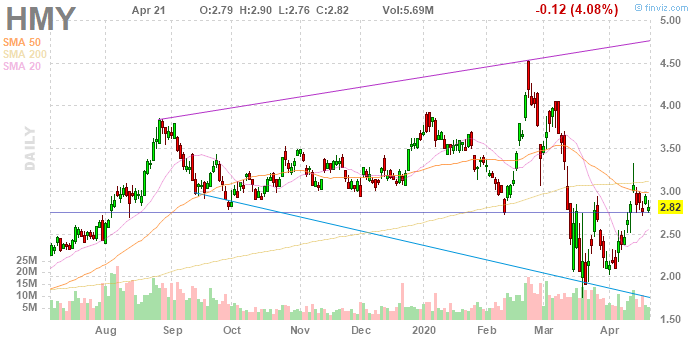 HMY
Apr 21
O:2.79 H:2.90 L:2.76 C:2.82
Vol:5.69M
© finviz.com
-0.12 (4.08%)
SMA 50
SMA 200
SMA 20
DAILY
5.00
4.50
4.00
3.50
3.00
2.82
2.50
2.00
1.50
25M
20M
15M
10M
5M
Aug Sep Oct Nov Dec 2020 Feb Mar Apr